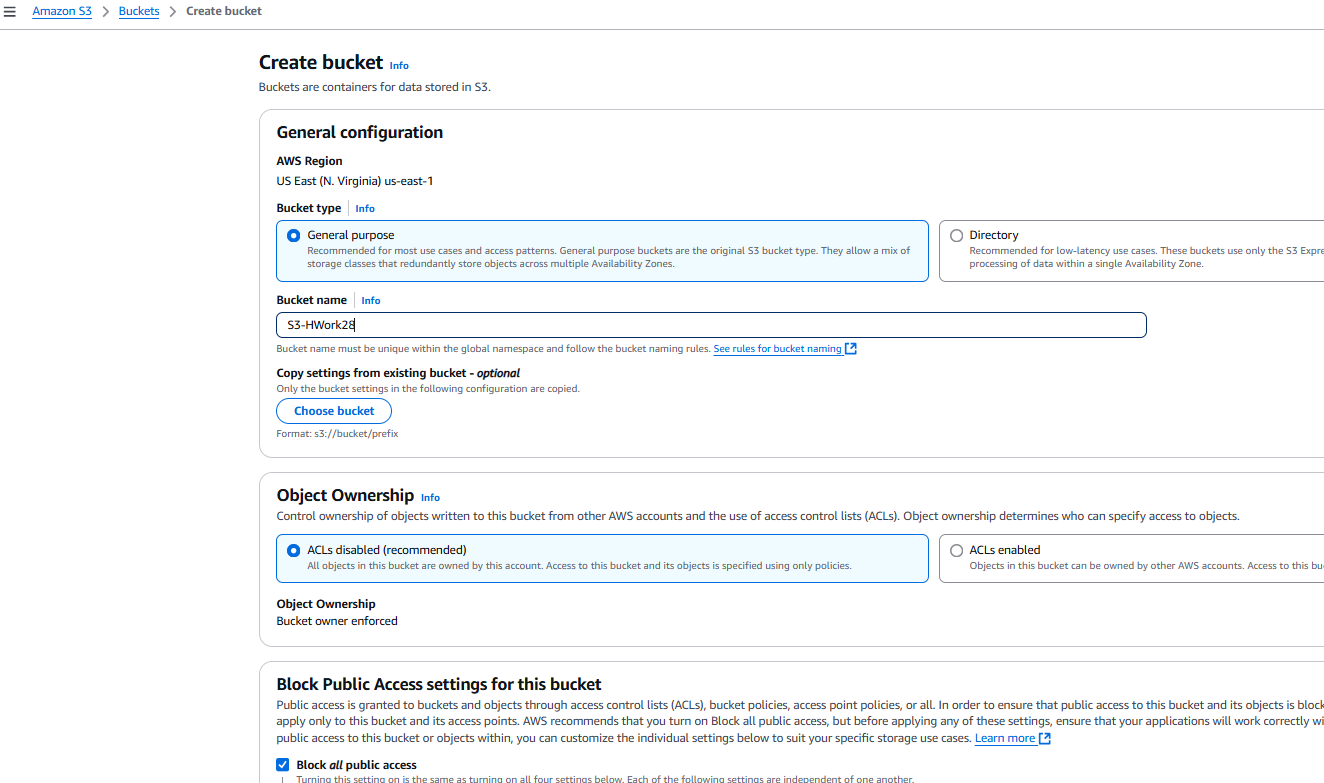 Amazon S3 > Buckets > Create bucket
Create bucket Info
Buckets are containers for data stored in S3.
General configuration
AWS Region
US East (N. Virginia) us-east-1
Bucket type Info
General purpose
Recommended for most use cases and access patterns. General purpose buckets are the original S3 bucket type. They allow a mix of
storage classes that redundantly store objects across multiple Availability Zones.
Directory
Recommended for low-latency use cases. These buckets use only the S3 Expre
processing of data within a single Availability Zone.
Bucket name Info
S3-HWork28
Bucket name must be unique within the global namespace and follow the bucket naming rules. See rules for bucket naming
Copy settings from existing bucket - optional
Only the bucket settings in the following configuration are copied.
Choose bucket
Format: s3://bucket/prefix
Object Ownership Info
Control ownership of objects written to this bucket from other AWS accounts and the use of access control lists (ACLs). Object ownership determines who can specify access to objects.
ACLs disabled (recommended)
All objects in this bucket are owned by this account. Access to this bucket and its objects is specified using only policies.
ACLs enabled
Objects in this bucket can be owned by other AWS accounts. Access to this bu
Object Ownership
Bucket owner enforced
Block Public Access settings for this bucket
Public access is granted to buckets and objects through access control lists (ACLs), bucket policies, access point policies, or all. In order to ensure that public access to this bucket and its objects is block
apply only to this bucket and its access points. AWS recommends that you turn on Block all public access, but before applying any of these settings, ensure that your applications will work correctly wi
public access to this bucket or objects within, you can customize the individual settings below to suit your specific storage use cases. Learn more
Block all public access
Turning this setting on is the same as turning on all four settings below. Each of the following settings are independent of one another.